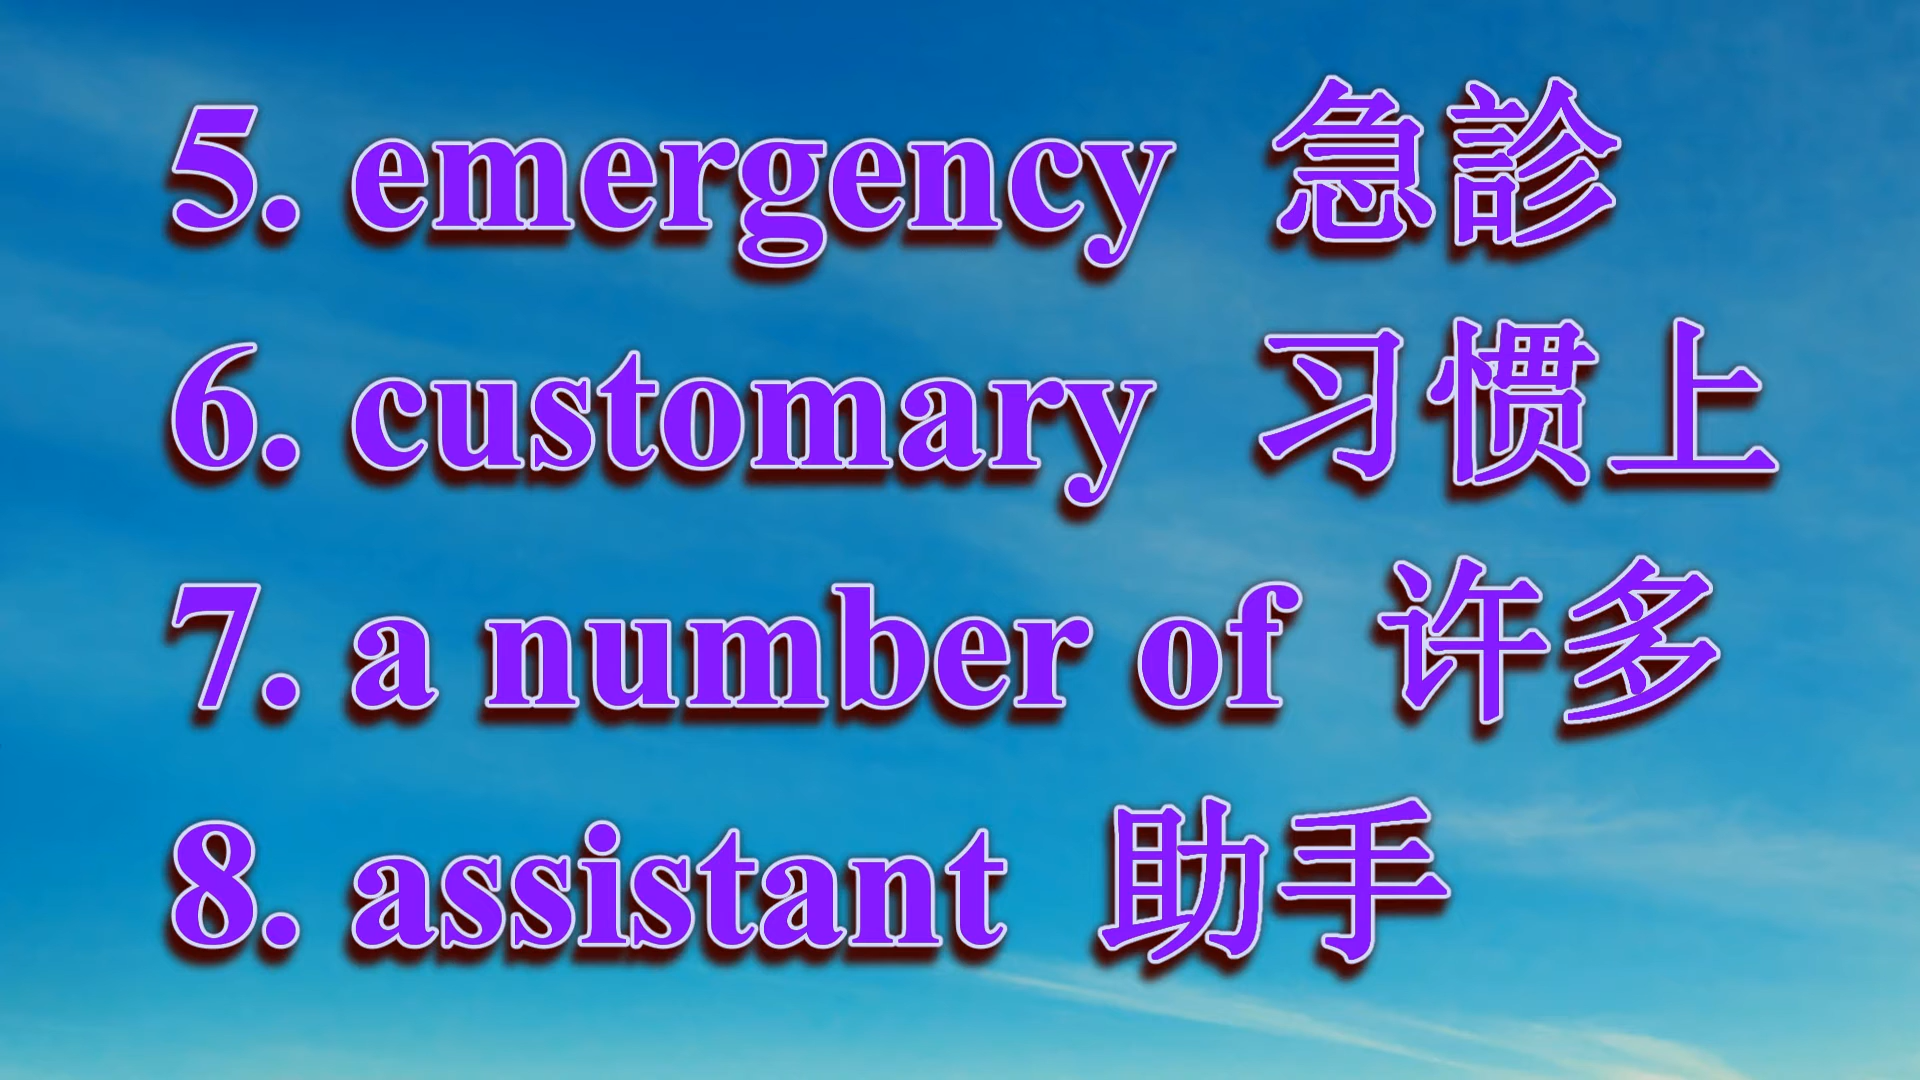 5. emergency 急診
6. customary 习惯上
7. a number of 许多
8. assistant 助手